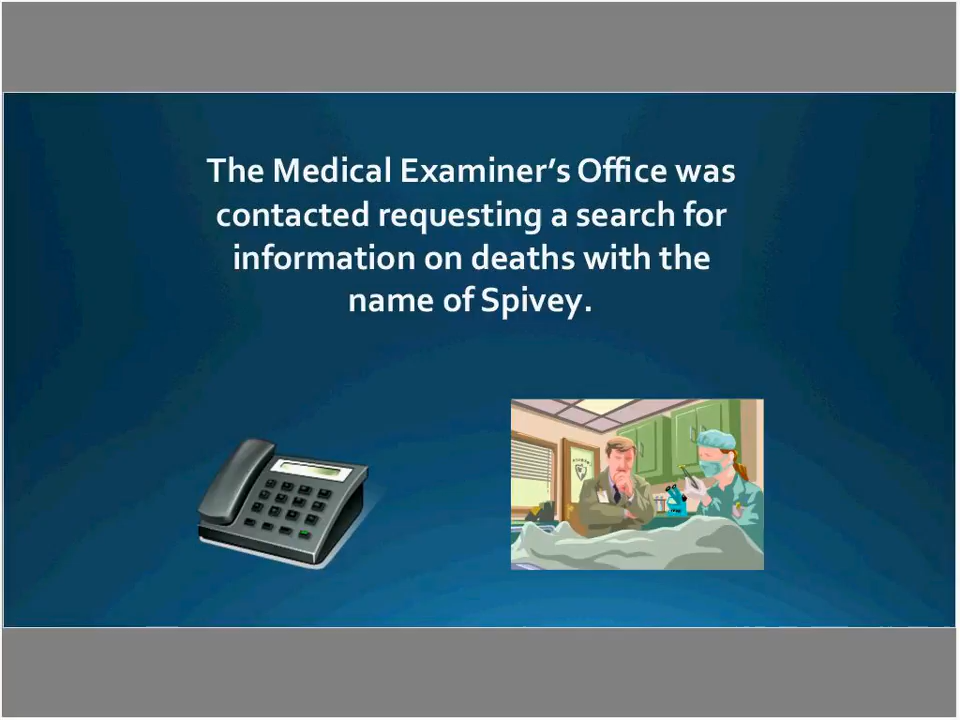 The Medical Examiner’s Office was
contacted requesting a search for
information on deaths with the
name of Spivey.